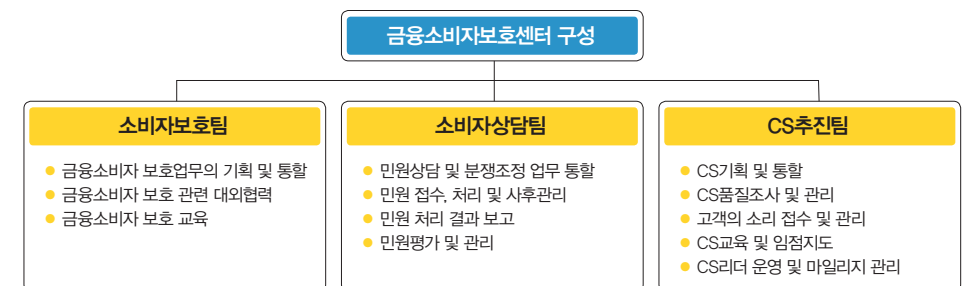 금융소비자보호센터 구성
소비자보호팀
금융소비자 보호업무의 기획 및 통할
금융소비자 보호 관련 대외협력
금융소비자 보호 교육
소비자상담팀
민원상담 및 분쟁조정 업무 통할
민원 접수, 처리 및 사후관리
민원 처리 결과 보고
민원평가 및 관리
CS추진팀
CS기획 및 통할
CS품질조사 및 관리
고객의 소리 접수 및 관리
CS교육 및 임점지도
CS리더 운영 및 마일리지 관리